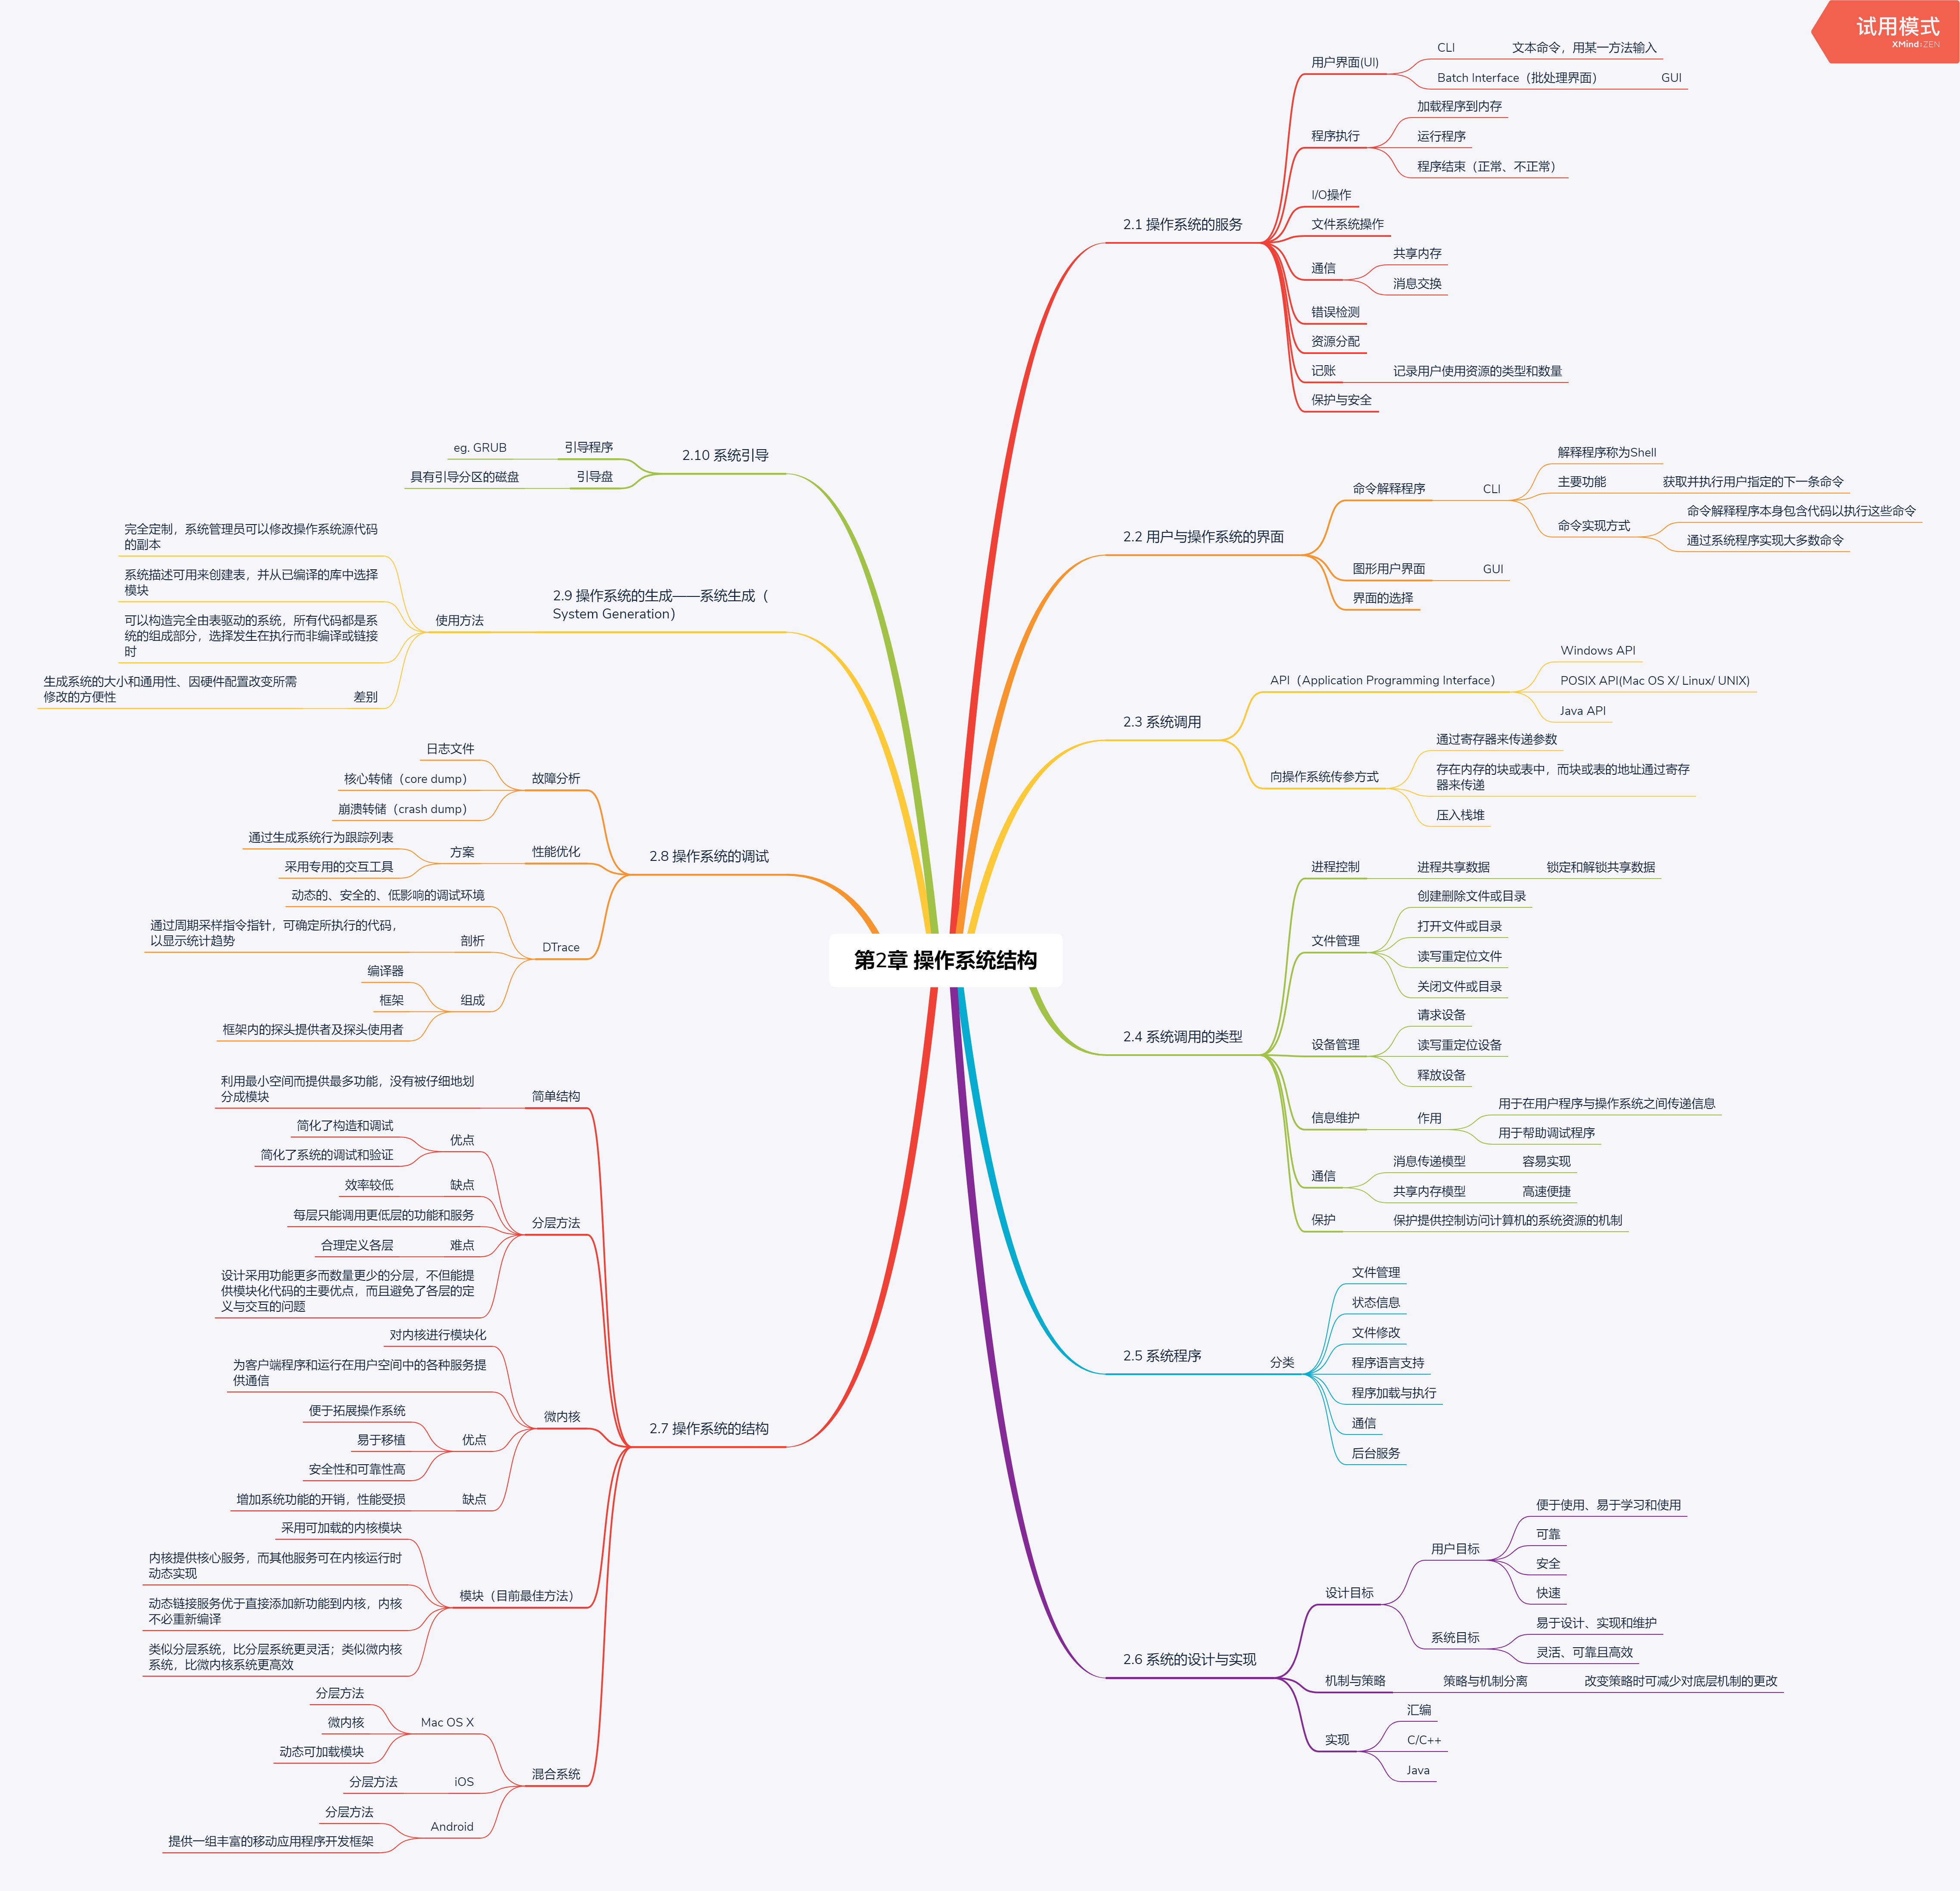 试用模式
XMind:ZEN
第2章 操作系统结构
2.1 操作系统的服务
用户界面(UI)
CLI
文本命令，用某一方法输入
Batch Interface（批处理界面）
GUI
程序执行
加载程序到内存
运行程序
程序结束（正常、不正常）
I/O操作
文件系统操作
通信
共享内存
消息交换
错误检测
资源分配
记账
记录用户使用资源的类型和数量
保护与安全
2.2 用户与操作系统的界面
命令解释程序
CLI
解释程序称为Shell
主要功能
获取并执行用户指定的下一条命令
命令实现方式
命令解释程序本身包含代码以执行这些命令
通过系统程序实现大多数命令
图形用户界面
GUI
界面的选择
2.3 系统调用
API（Application Programming Interface）
Windows API
POSIX API(Mac OS X/ Linux/ UNIX)
Java API
向操作系统传参方式
通过寄存器来传递参数
存在内存的块或表中，而块或表的地址通过寄存
器来传递
压入栈堆
2.4 系统调用的类型
进程控制
进程共享数据
锁定和解锁共享数据
文件管理
创建删除文件或目录
打开文件或目录
读写重定位文件
关闭文件或目录
设备管理
请求设备
读写重定位设备
释放设备
信息维护
作用
用于在用户程序与操作系统之间传递信息
用于帮助调试程序
通信
消息传递模型
容易实现
共享内存模型
高速便捷
保护
保护提供控制访问计算机的系统资源的机制
2.5 系统程序
分类
文件管理
状态信息
文件修改
程序语言支持
程序加载与执行
通信
后台服务
2.6 系统的设计与实现
设计目标
用户目标
便于使用、易于学习和使用
可靠
安全
快速
系统目标
易于设计、实现和维护
灵活、可靠且高效
机制与策略
策略与机制分离
改变策略时可减少对底层机制的更改
实现
汇编
C/C++
Java
2.7 操作系统的结构
简单结构
利用最小空间而提供最多功能，没有被仔细地划
分成模块
分层方法
优点
简化了构造和调试
简化了系统的调试和验证
缺点
效率较低
每层只能调用更低层的功能和服务
难点
合理定义各层
设计采用功能更多而数量更少的分层，不但能提
供模块化代码的主要优点，而且避免了各层的定
义与交互的问题
微内核
对内核进行模块化
为客户端程序和运行在用户空间中的各种服务提
供通信
优点
便于拓展操作系统
易于移植
安全性和可靠性高
缺点
增加系统功能的开销，性能受损
模块（目前最佳方法）
采用可加载的内核模块
内核提供核心服务，而其他服务可在内核运行时
动态实现
动态链接服务优于直接添加新功能到内核，内核
不必重新编译
类似分层系统，比分层系统更灵活；类似微内核
系统，比微内核系统更高效
混合系统
Mac OS X
分层方法
微内核
动态可加载模块
iOS
分层方法
Android
分层方法
提供一组丰富的移动应用程序开发框架
2.8 操作系统的调试
故障分析
日志文件
核心转储（core dump）
崩溃转储（crash dump）
性能优化
方案
通过生成系统行为跟踪列表
采用专用的交互工具
DTrace
动态的、安全的、低影响的调试环境
剖析
通过周期采样指令指针，可确定所执行的代码，
以显示统计趋势
组成
编译器
框架
框架内的探头提供者及探头使用者
2.9 操作系统的生成——系统生成（
System Generation）
使用方法
完全定制，系统管理员可以修改操作系统源代码
的副本
系统描述可用来创建表，并从已编译的库中选择
模块
可以构造完全由表驱动的系统，所有代码都是系
统的组成部分，选择发生在执行而非编译或链接
时
差别
生成系统的大小和通用性、因硬件配置改变所需
修改的方便性
2.10 系统引导
引导程序
eg. GRUB
引导盘
具有引导分区的磁盘